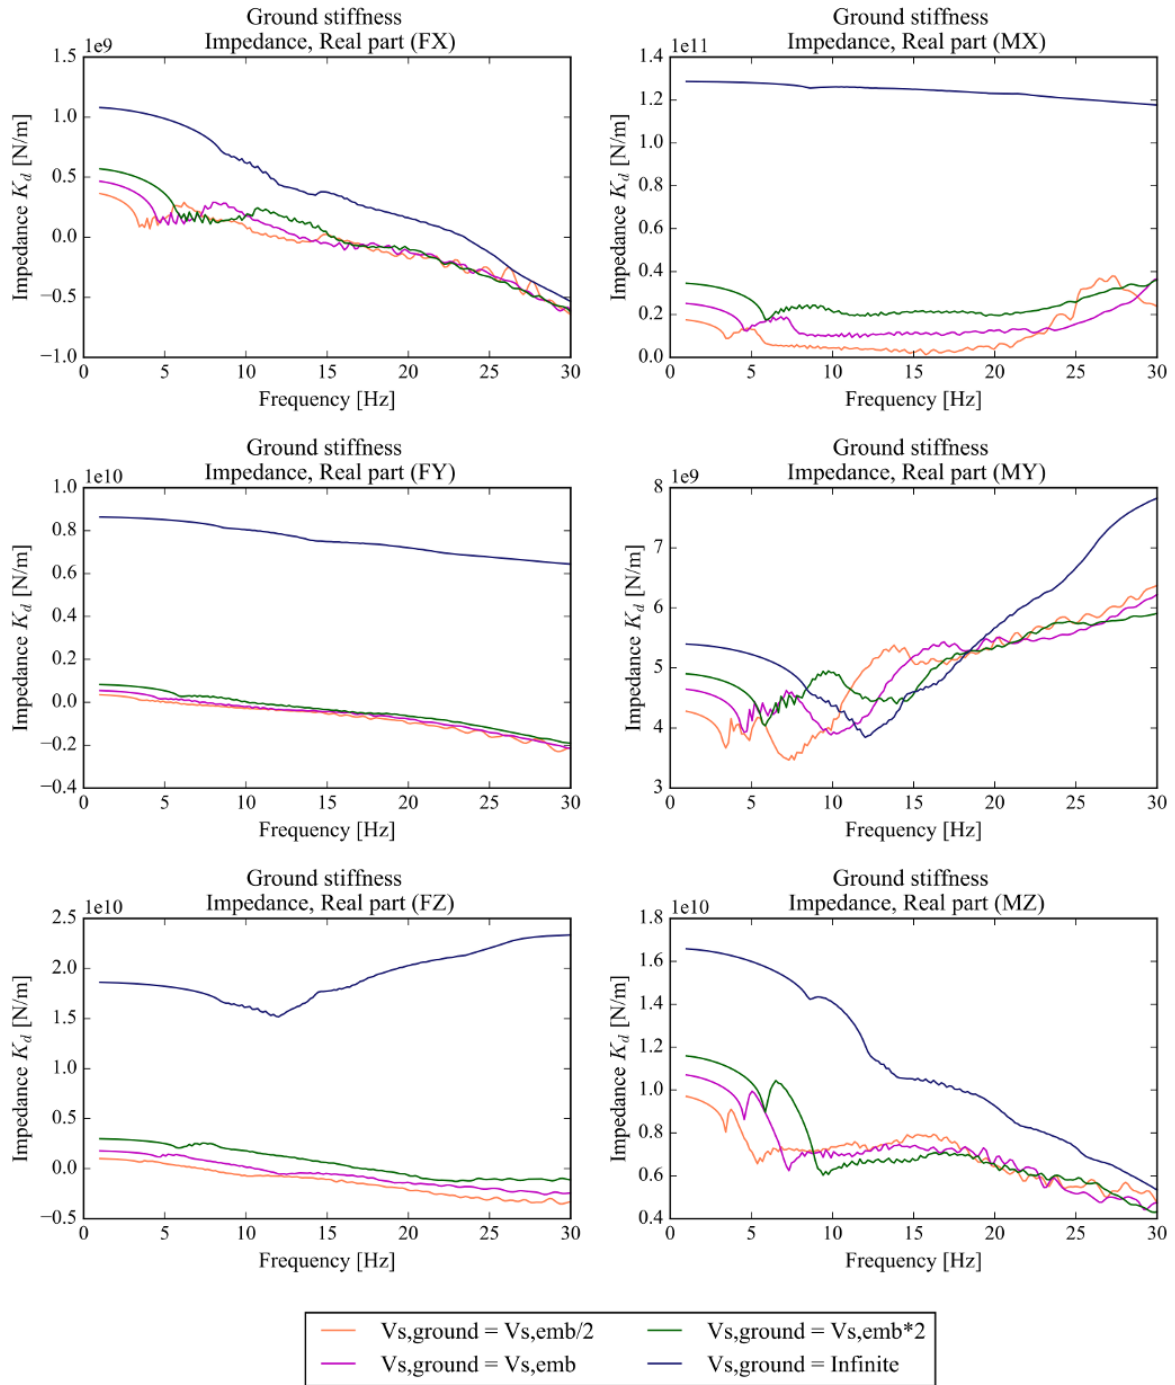 Ground stiffness
Impedance, Real part (FX)
1e9
1.5
1.0
0.5
0.0
−0.5
−1.0
0 5 10 15 20 25 30
Impedance K_d [N/m]
Frequency [Hz]
Ground stiffness
Impedance, Real part (MX)
1e11
1.4
1.2
1.0
0.8
0.6
0.4
0.2
0.0
0 5 10 15 20 25 30
Impedance K_d [N/m]
Frequency [Hz]
Ground stiffness
Impedance, Real part (FY)
1e10
1.0
0.8
0.6
0.4
0.2
0.0
−0.2
−0.4
0 5 10 15 20 25 30
Impedance K_d [N/m]
Frequency [Hz]
Ground stiffness
Impedance, Real part (MY)
1e9
8
7
6
5
4
3
0 5 10 15 20 25 30
Impedance K_d [N/m]
Frequency [Hz]
Ground stiffness
Impedance, Real part (FZ)
1e10
2.5
2.0
1.5
1.0
0.5
0.0
−0.5
0 5 10 15 20 25 30
Impedance K_d [N/m]
Frequency [Hz]
Ground stiffness
Impedance, Real part (MZ)
1e10
1.8
1.6
1.4
1.2
1.0
0.8
0.6
0.4
0 5 10 15 20 25 30
Impedance K_d [N/m]
Frequency [Hz]
Vs,ground = Vs,emb/2
Vs,ground = Vs,emb
Vs,ground = Vs,emb*2
Vs,ground = Infinite